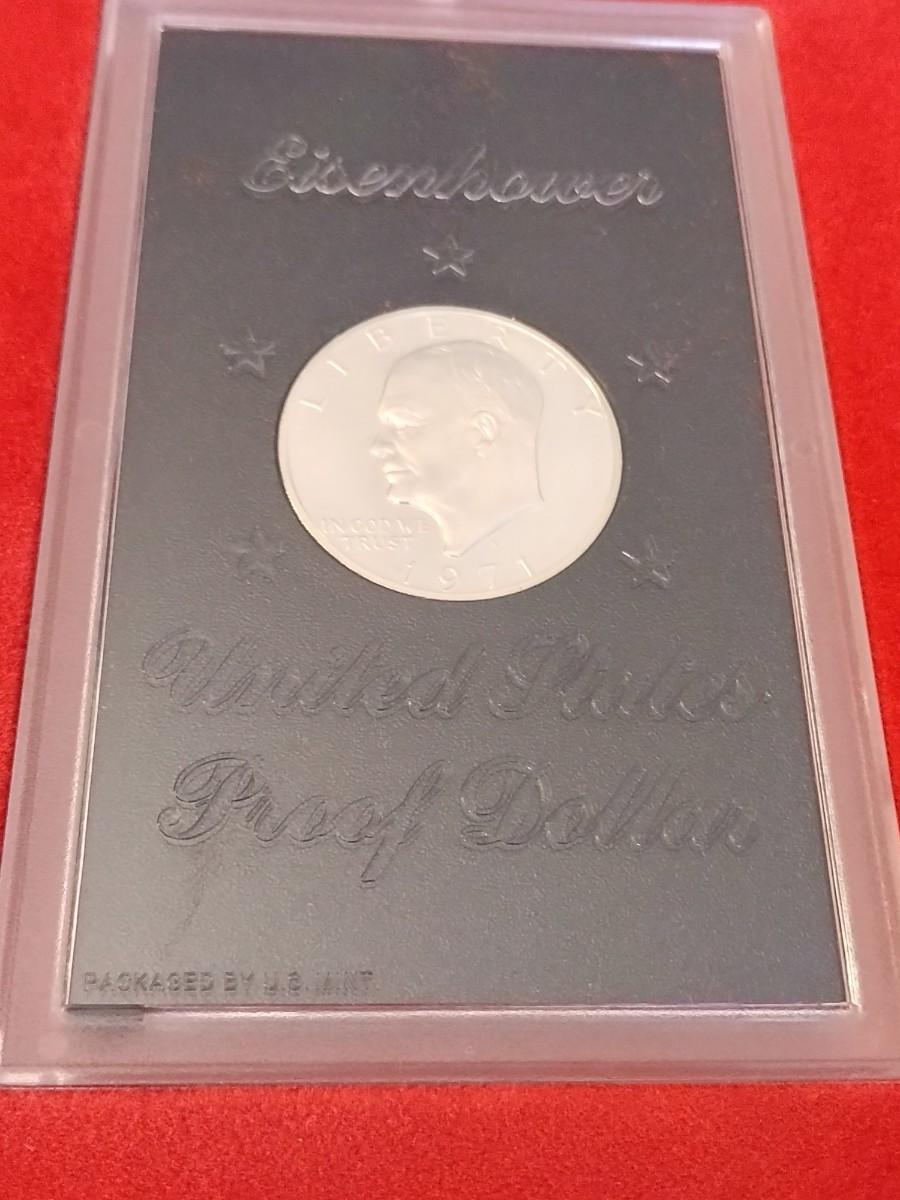 Eisenhower
LIBERTY
IN GOD WE
TRUST
1971
United States
Proof Dollar
PACKAGED BY U.S. MINT